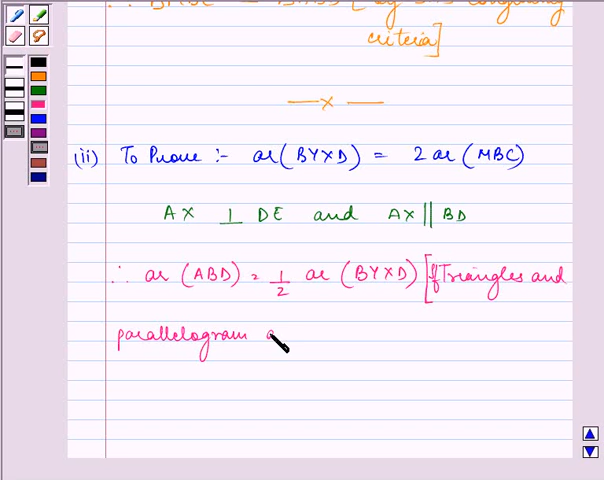 criteria]
—x—
(ii) To Prove :- ar(BYXD) = 2 ar (MBC)
AX ⊥ DE and AX || BD
∴ ar (ABD) = 1/2 ar (BYXD) [If Triangles and
parallelogram a